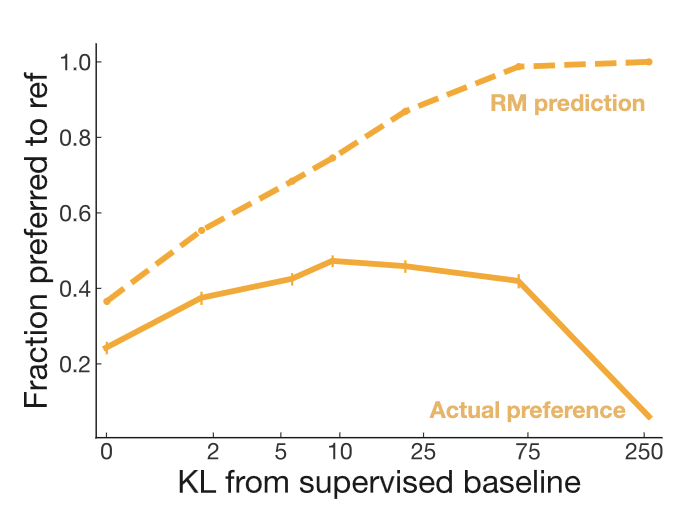 Fraction preferred to ref
1.0
0.8
0.6
0.4
0.2
RM prediction
Actual preference
0 2 5 10 25 75 250
KL from supervised baseline